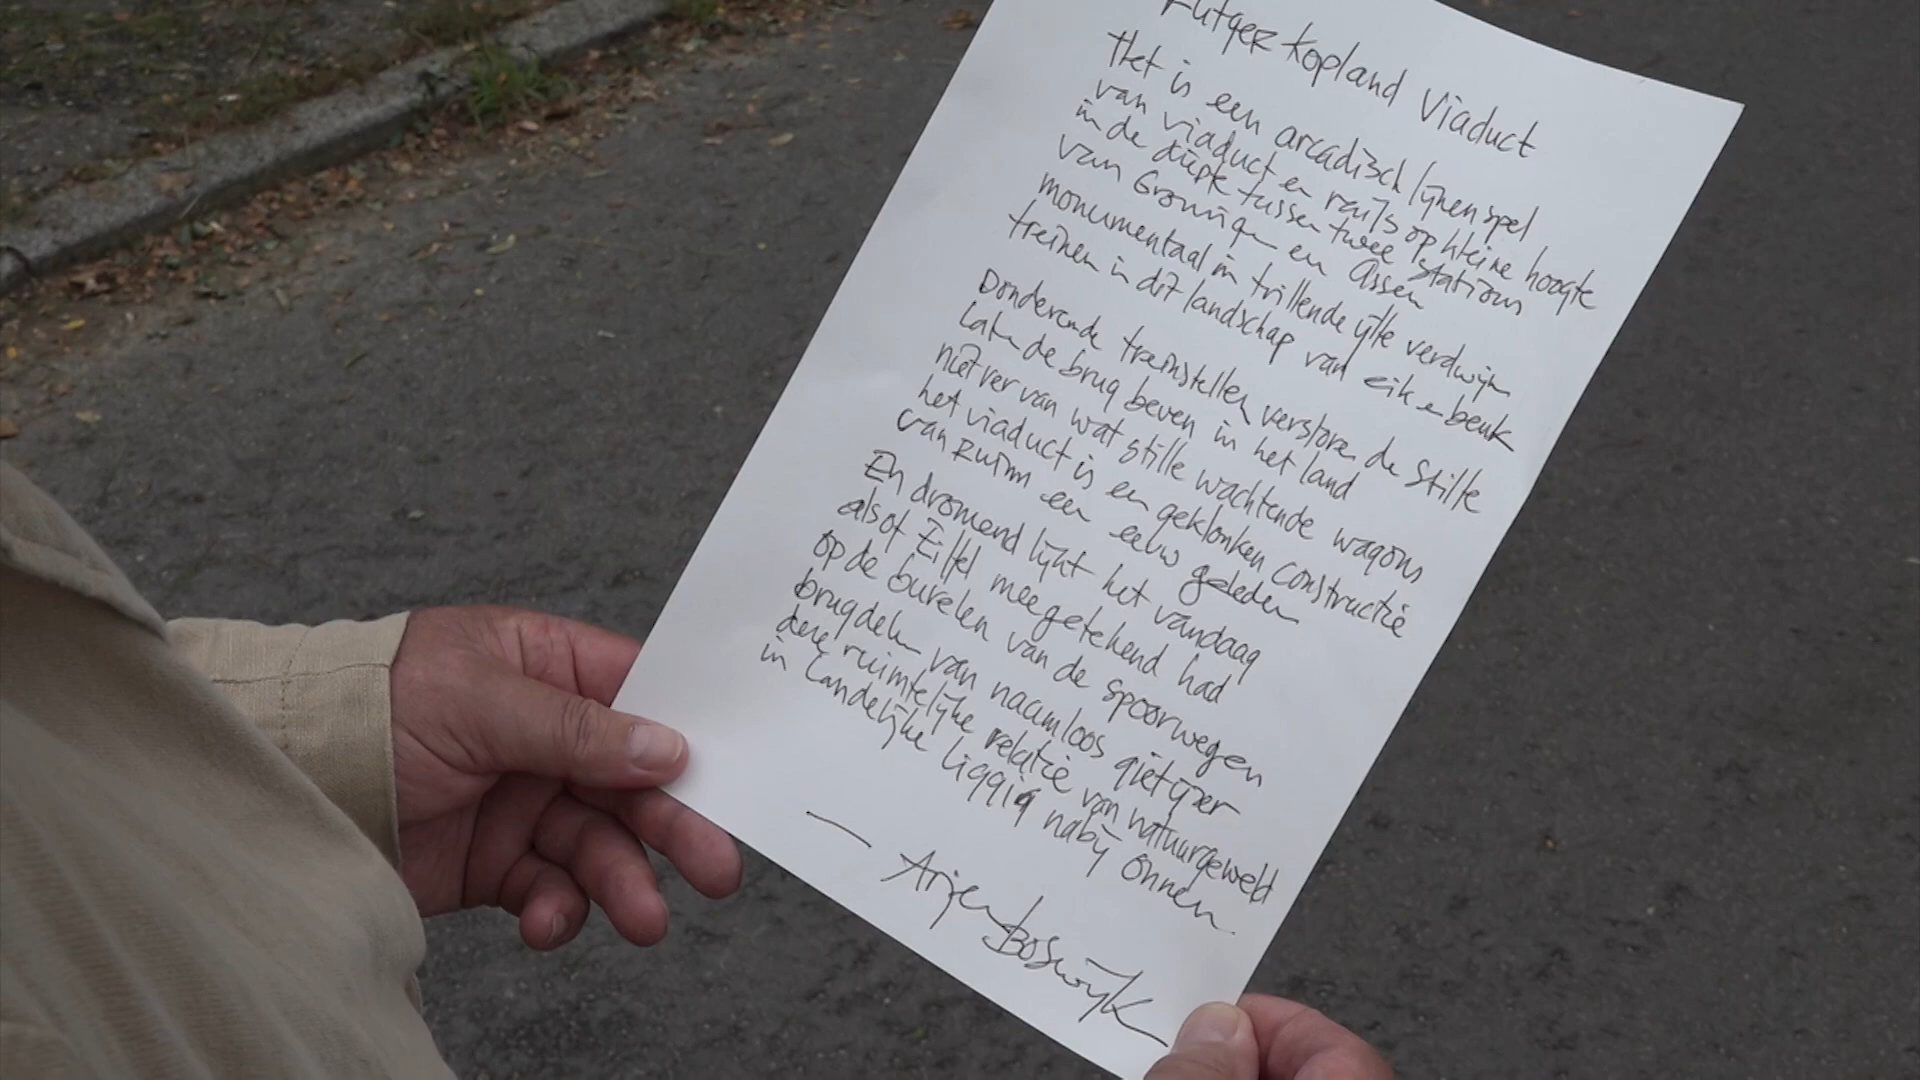 Rutger Kopland Viaduct
Het is een arcadisch lijnenspel
van viaduct en rails op kleine hoogte
in de diepte tussen twee stations
van Groningen en Assen
monumentaal in trillende ijlte verdwijnen
treinen in dit landschap van eik en beuk
Donderende treinstellen verstoren de stilte
laten de brug beven in het land
niet ver van wat stille wachtende wagons
het viaduct is een geklonken constructie
van ruim een eeuw geleden
En dromend lijkt het vandaag
alsof Eiffel meegetekend had
op de burelen van de spoorwegen
brugdelen van naamloos gietijzer
deze ruimtelijke relatie van natuurgeweld
in landelijke ligging nabij Onnen
Arjen Boswijk